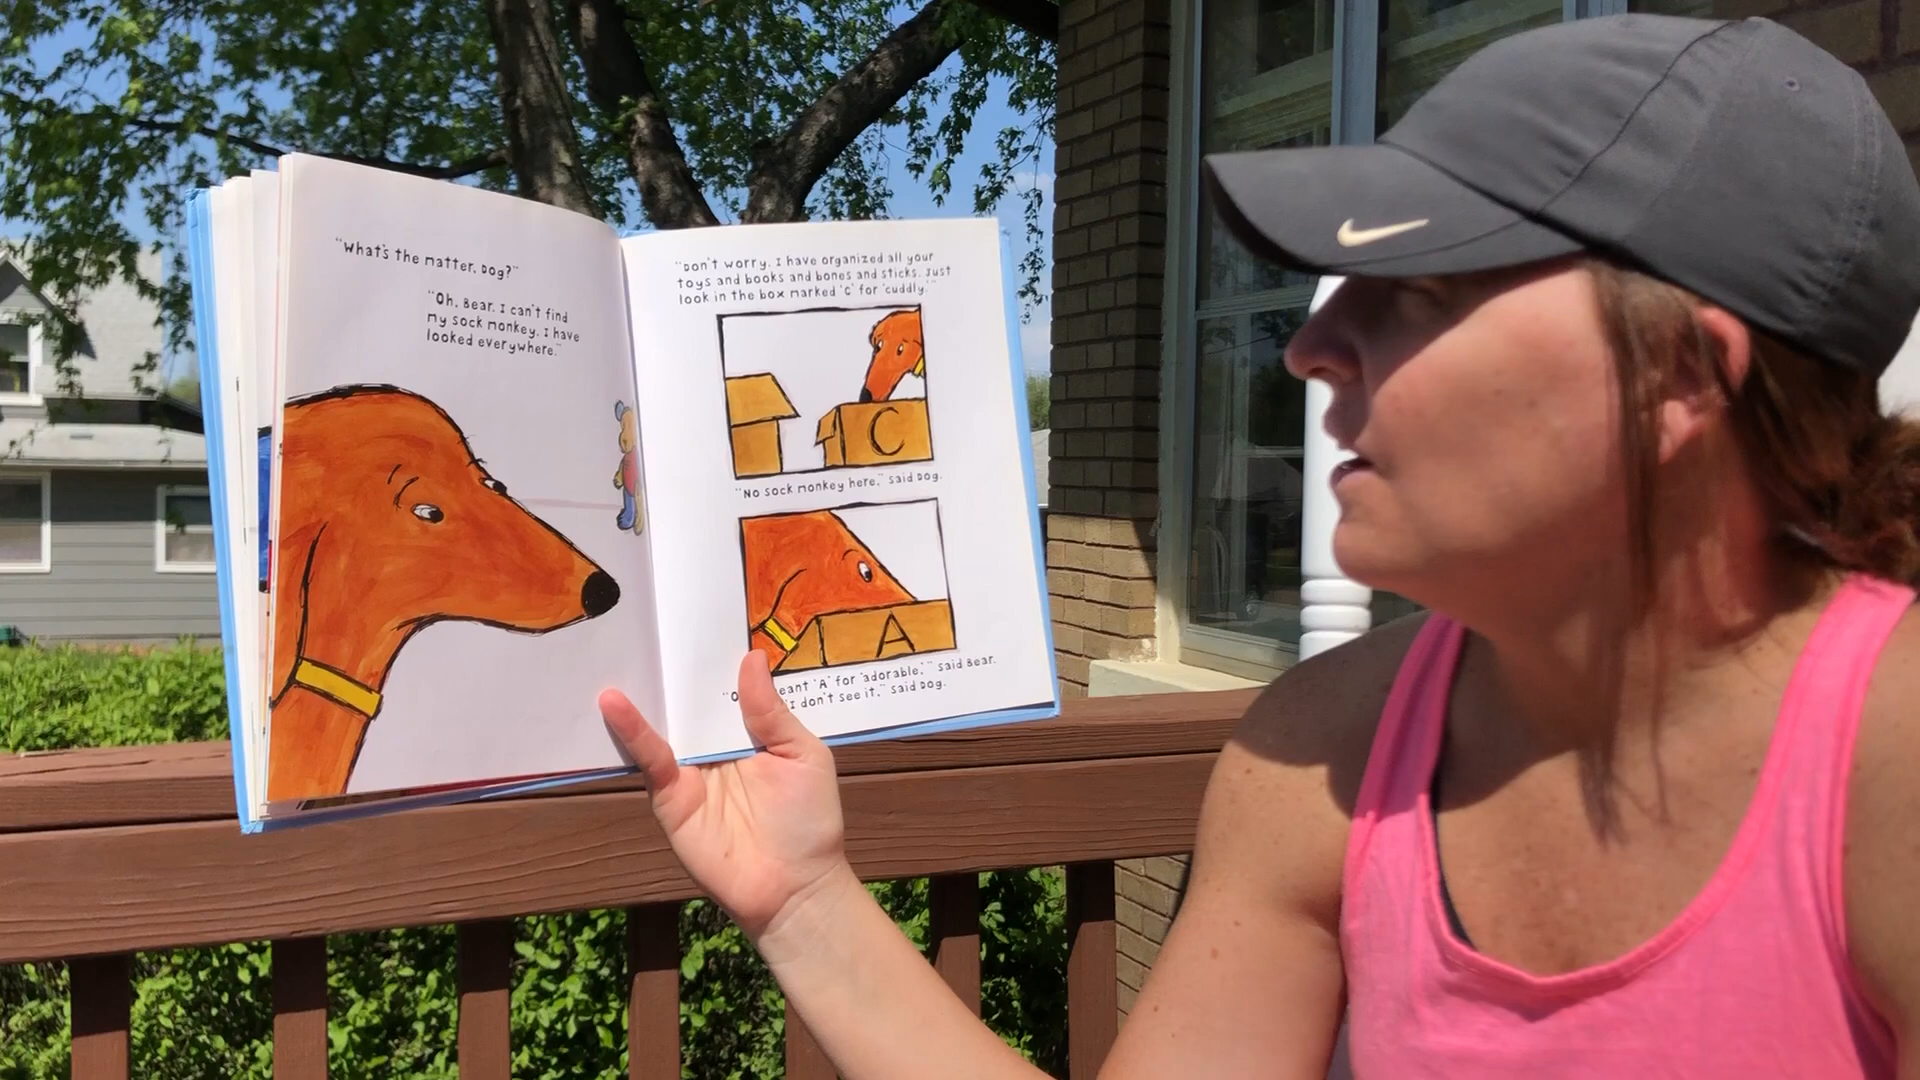 "What's the matter, Dog?"
"Oh, Bear. I can't find
my sock monkey. I have
looked everywhere."
"Don't worry. I have organized all your
toys and books and bones and sticks. Just
look in the box marked 'C' for 'cuddly.'"
C
"No sock monkey here," said Dog.
A
"O eant 'A' for 'adorable,'" said Bear.
"I don't see it," said Dog.